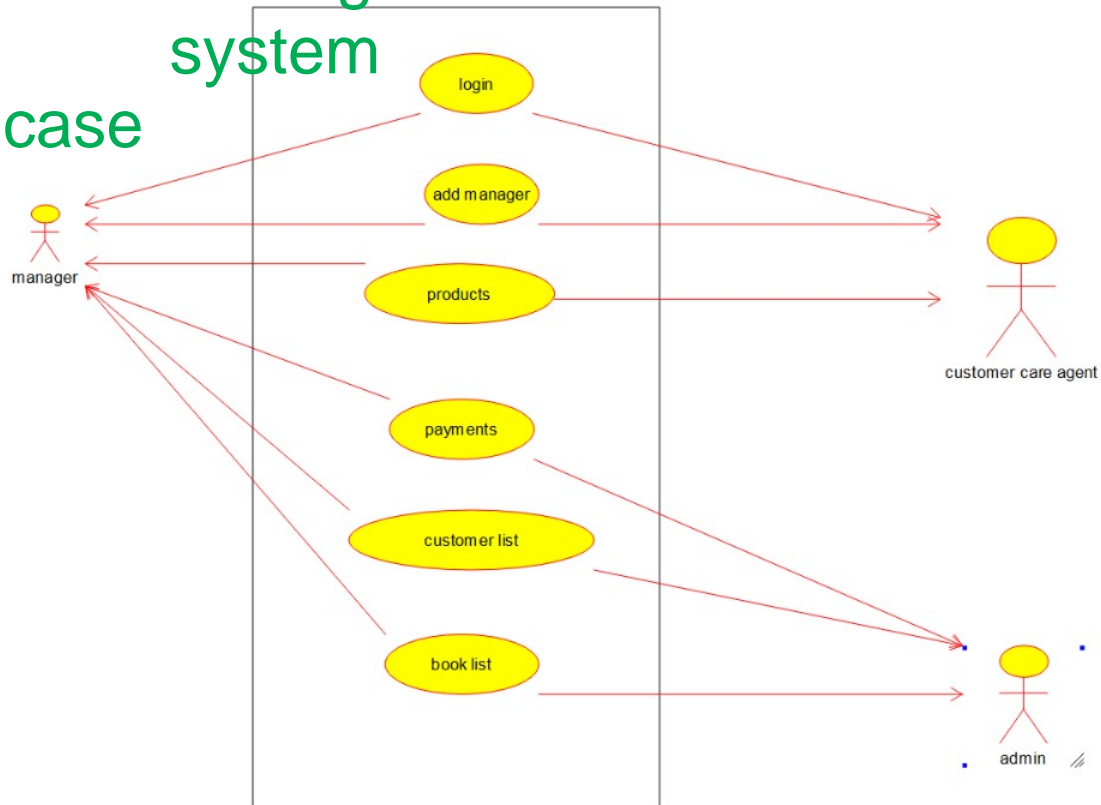 system
case
login
add manager
manager
products
customer care agent
payments
customer list
book list
admin